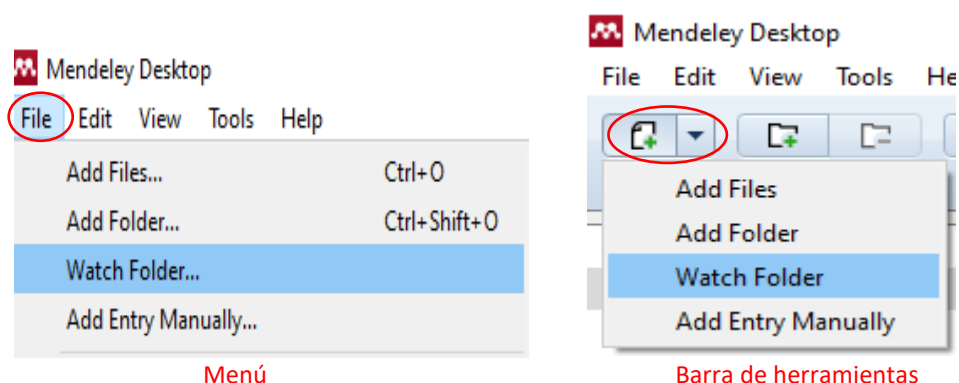 Mendeley Desktop
File Edit View Tools Help
Add Files... Ctrl+O
Add Folder... Ctrl+Shift+O
Watch Folder...
Add Entry Manually...
Menú
Mendeley Desktop
File Edit View Tools He
Add Files
Add Folder
Watch Folder
Add Entry Manually
Barra de herramientas